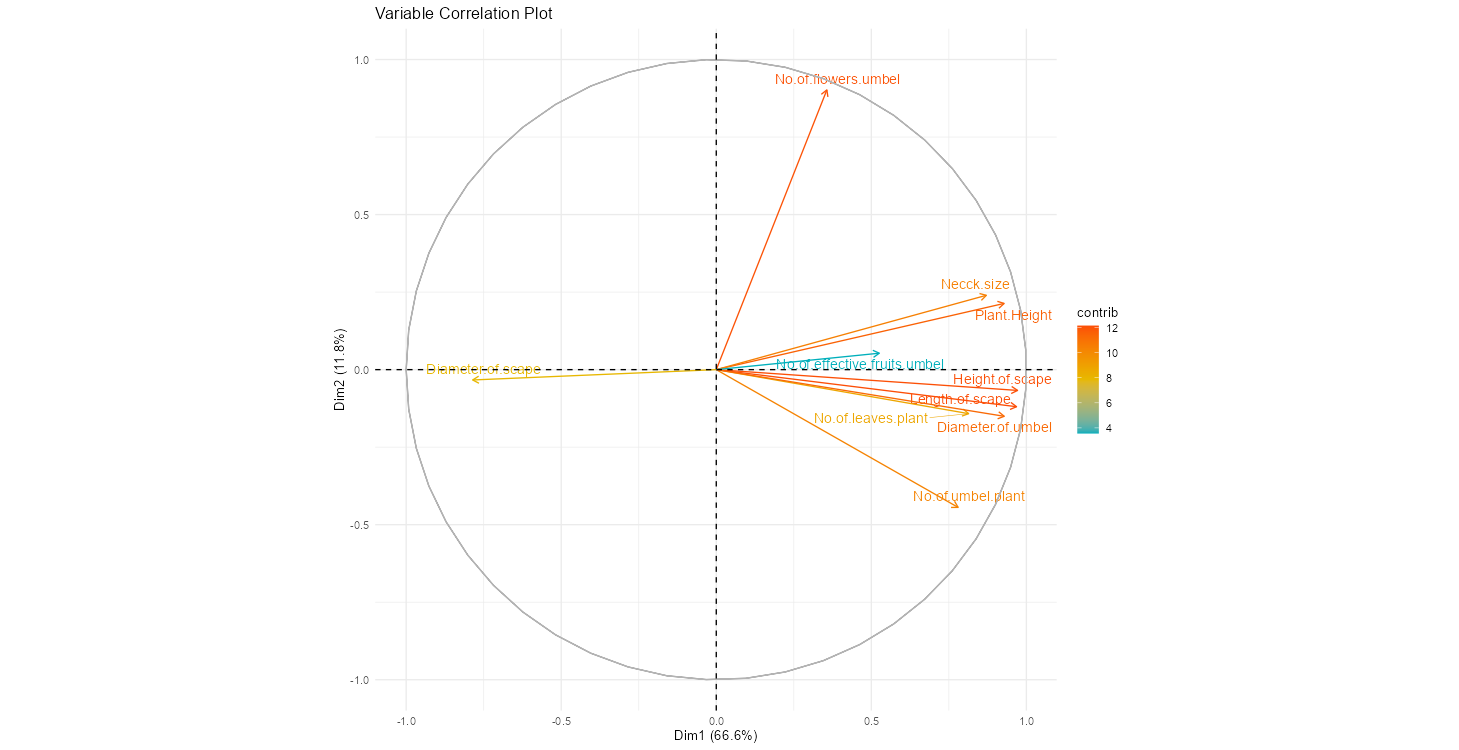 Variable Correlation Plot
1.0
No.of.flowers.umbel
0.5
Necck.size
Plant.Height
contrib
12
10
8
6
4
No.of.effective.fruits.umbel
Diameter.of.scape
0.0
Height.of.scape
Length.of.scape
No.of.leaves.plant
Diameter.of.umbel
No.of.umbel.plant
-0.5
-1.0
Dim2 (11.8%)
-1.0
-0.5
0.0
0.5
1.0
Dim1 (66.6%)